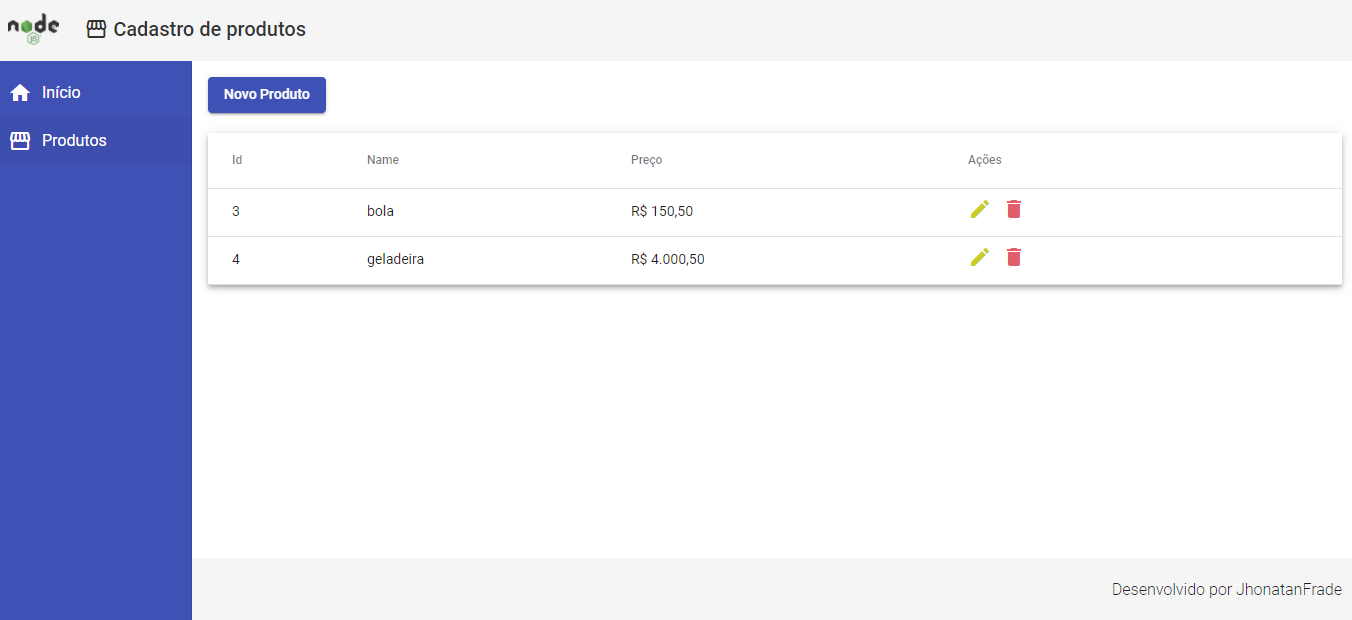 node
JS
Cadastro de produtos
Início
Produtos
Novo Produto
Id Name Preço Ações
3 bola R$ 150,50
4 geladeira R$ 4.000,50
Desenvolvido por JhonatanFrade